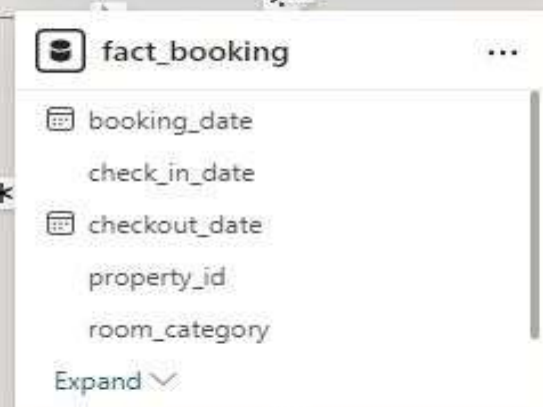 fact_booking
booking_date
check_in_date
checkout_date
property_id
room_category
Expand